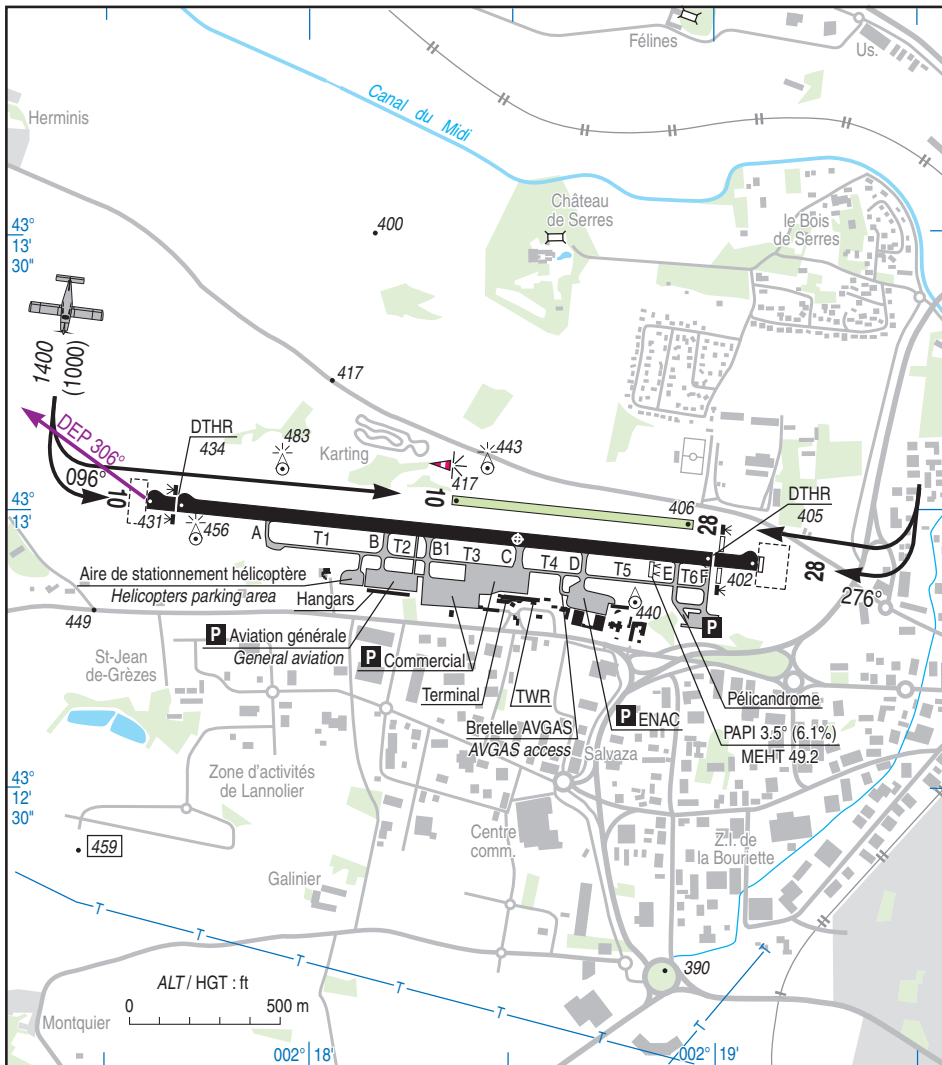 Félines
Us.
Canal du Midi
Herminis
Château
de Serres
le Bois
de Serres
43°
13'
30"
400
1400
(1000)
417
DEP 306°
DTHR
434
483
Karting
443
417
096°
10
10
431
456
406
28
DTHR
405
43°
13'
A
T1
B
T2
B1
T3
C
T4
D
T5
E
T6
F
402
28
276°
Aire de stationnement hélicoptère
Helicopters parking area
Hangars
440
449
P Aviation générale
General aviation
P Commercial
P
St-Jean
de-Grèzes
Terminal
TWR
Pélicandrome
Bretelle AVGAS
AVGAS access
P ENAC
PAPI 3.5° (6.1%)
MEHT 49.2
Salvaza
43°
12'
30"
Zone d'activités
de Lannolier
459
Centre
comm.
Z.I. de
la Bouriette
Galinier
T
T
T
T
T
T
T
390
ALT / HGT : ft
0 500 m
Montquier
002° 18'
002° 19'